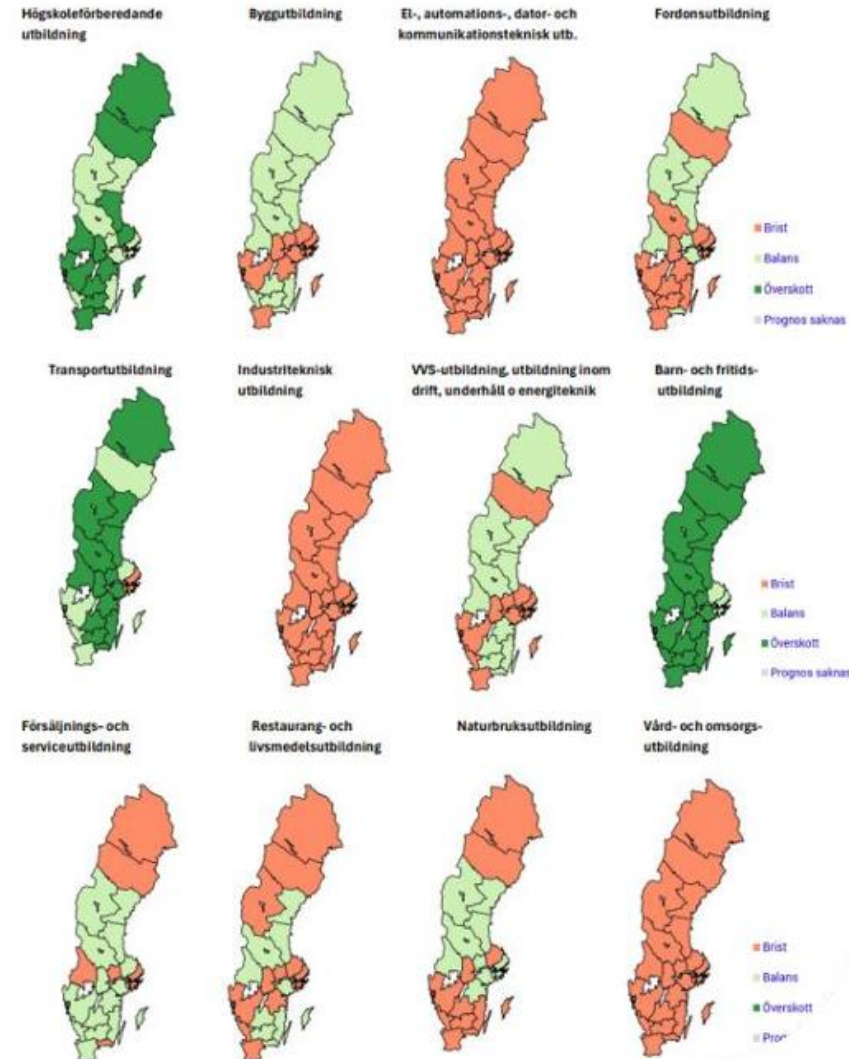 Högskoleförberedande
utbildning
Byggutbildning
El-, automations-, dator- och
kommunikationsteknisk utb.
Fordonsutbildning
Brist
Balans
Överskott
Prognos saknas
Transportutbildning
Industriteknisk
utbildning
VVS-utbildning, utbildning inom
drift, underhåll o energiteknik
Barn- och fritids-
utbildning
Brist
Balans
Överskott
Prognos saknas
Försäljnings- och
serviceutbildning
Restaurang- och
livsmedelsutbildning
Naturbruksutbildning
Vård- och omsorgs-
utbildning
Brist
Balans
Överskott